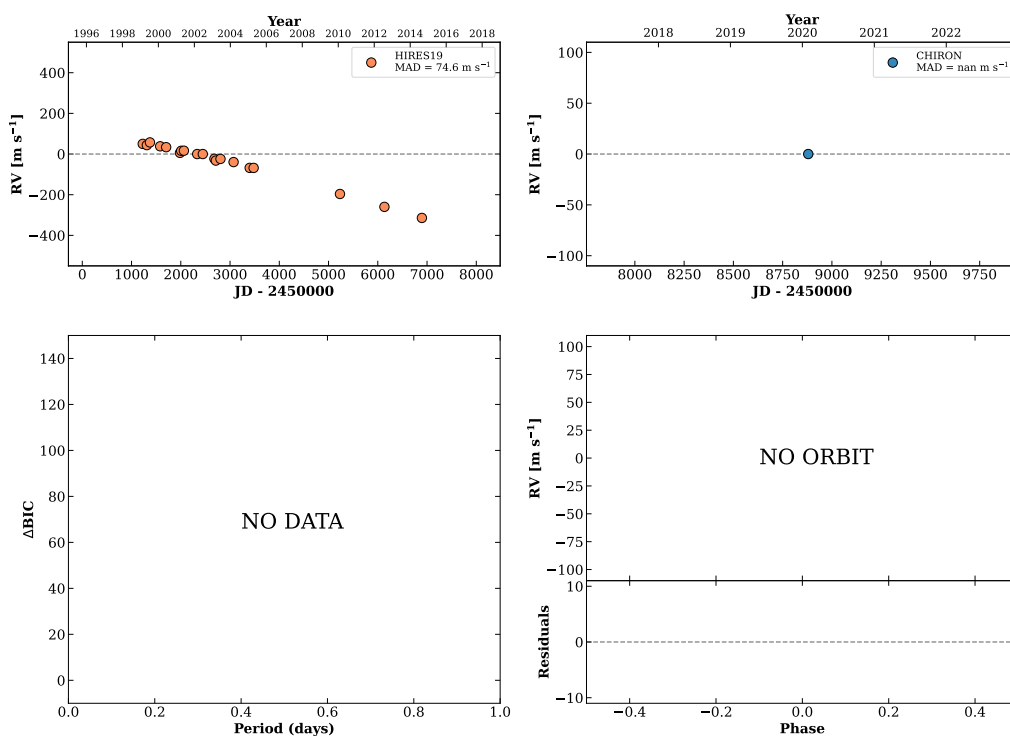 Year
1996 1998 2000 2002 2004 2006 2008 2010 2012 2014 2016 2018
HIRES19
MAD = 74.6 m s⁻¹
400
200
0
−200
−400
RV [m s⁻¹]
0 1000 2000 3000 4000 5000 6000 7000 8000
JD - 2450000
Year
2018 2019 2020 2021 2022
CHIRON
MAD = nan m s⁻¹
100
50
0
−50
−100
RV [m s⁻¹]
8000 8250 8500 8750 9000 9250 9500 9750
JD - 2450000
140
120
100
80
60
40
20
0
ΔBIC
NO DATA
0.0 0.2 0.4 0.6 0.8 1.0
Period (days)
100
75
50
25
0
−25
−50
−75
−100
RV [m s⁻¹]
NO ORBIT
10
0
−10
Residuals
−0.4 −0.2 0.0 0.2 0.4
Phase